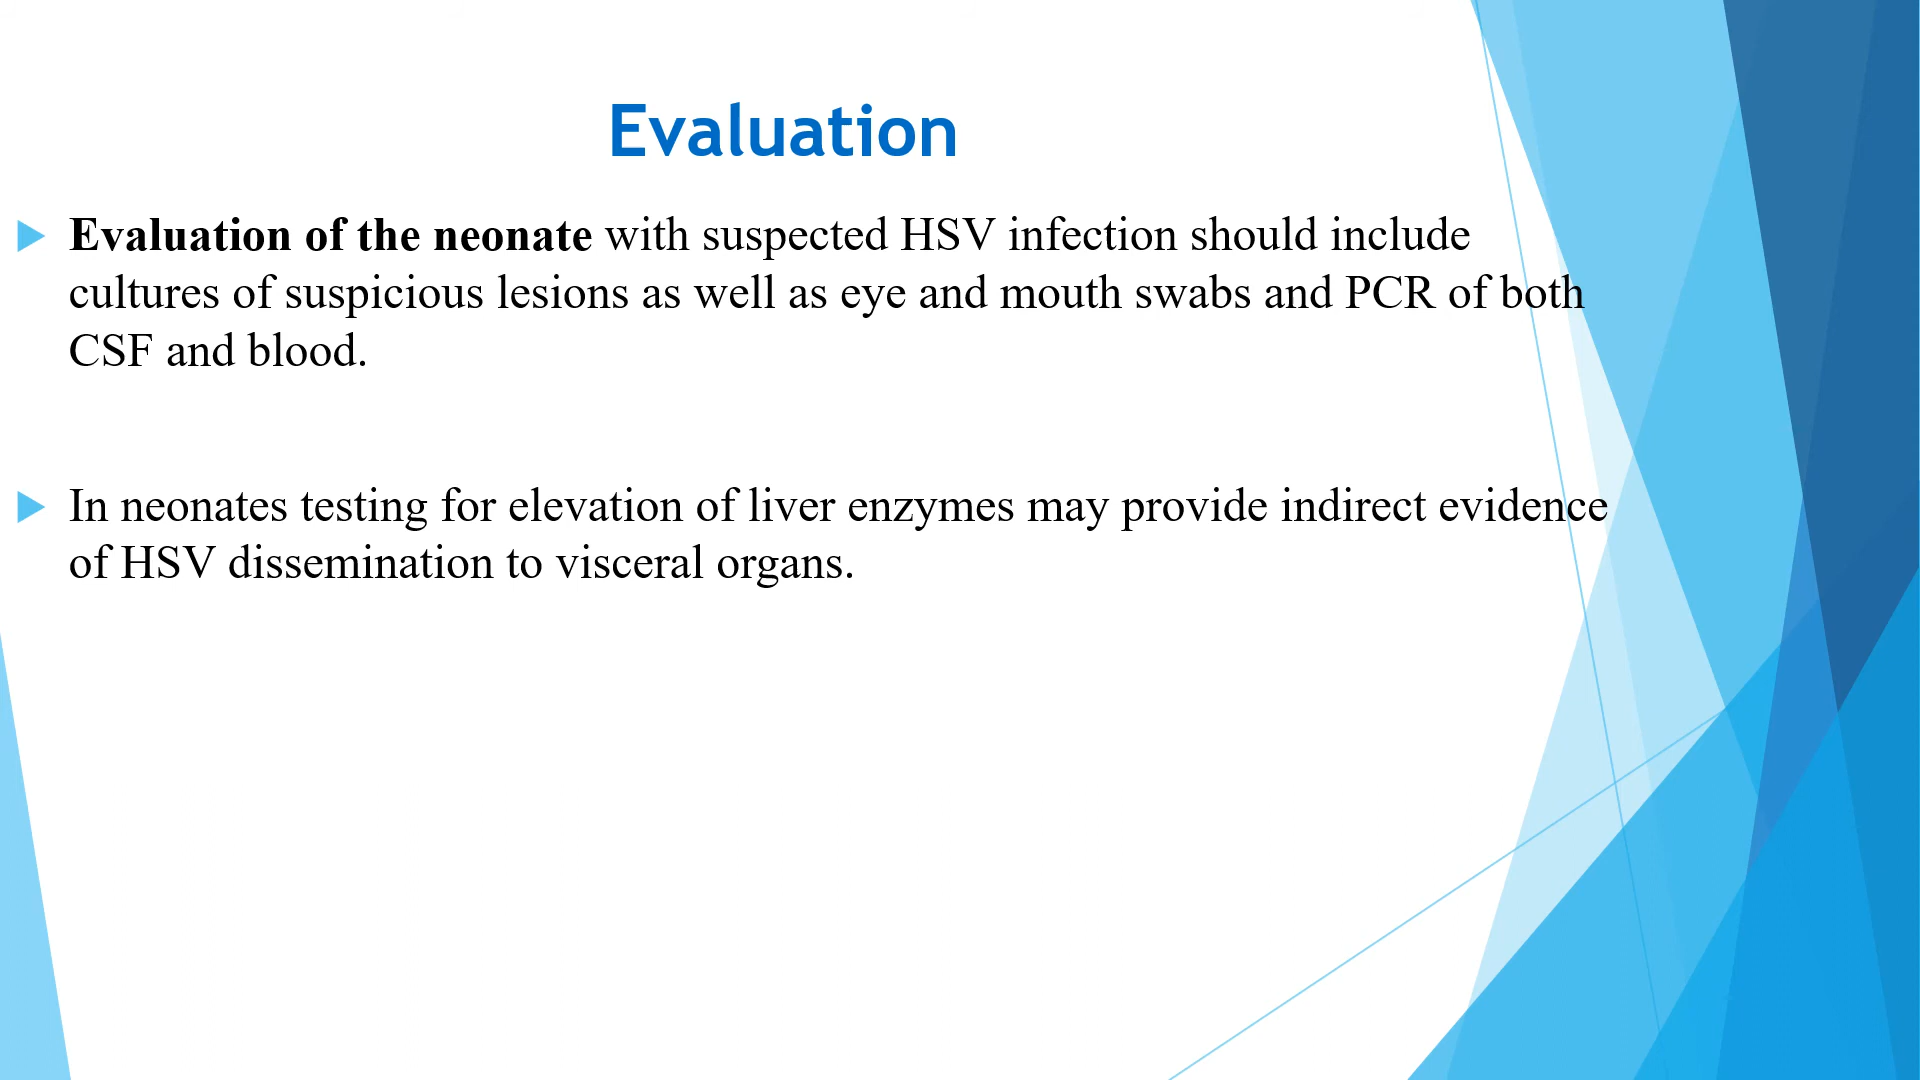 Evaluation
Evaluation of the neonate with suspected HSV infection should include
cultures of suspicious lesions as well as eye and mouth swabs and PCR of both
CSF and blood.
In neonates testing for elevation of liver enzymes may provide indirect evidence
of HSV dissemination to visceral organs.